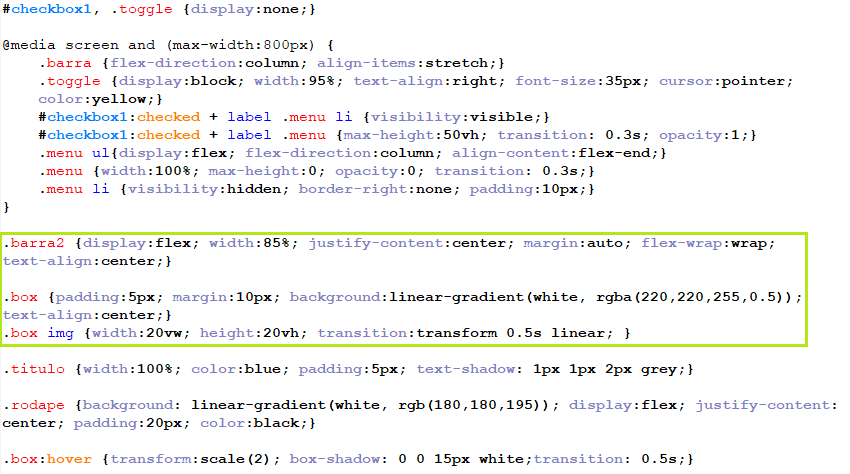 #checkbox1, .toggle {display:none;}
@media screen and (max-width:800px) {
.barra {flex-direction:column; align-items:stretch;}
.toggle {display:block; width:95%; text-align:right; font-size:35px; cursor:pointer;
color:yellow;}
#checkbox1:checked + label .menu li {visibility:visible;}
#checkbox1:checked + label .menu {max-height:50vh; transition: 0.3s; opacity:1;}
.menu ul{display:flex; flex-direction:column; align-content:flex-end;}
.menu {width:100%; max-height:0; opacity:0; transition: 0.3s;}
.menu li {visibility:hidden; border-right:none; padding:10px;}
}
.barra2 {display:flex; width:85%; justify-content:center; margin:auto; flex-wrap:wrap;
text-align:center;}
.box {padding:5px; margin:10px; background:linear-gradient(white, rgba(220,220,255,0.5));
text-align:center;}
.box img {width:20vw; height:20vh; transition:transform 0.5s linear; }
.titulo {width:100%; color:blue; padding:5px; text-shadow: 1px 1px 2px grey;}
.rodape {background: linear-gradient(white, rgb(180,180,195)); display:flex; justify-content:
center; padding:20px; color:black;}
.box:hover {transform:scale(2); box-shadow: 0 0 15px white;transition: 0.5s;}